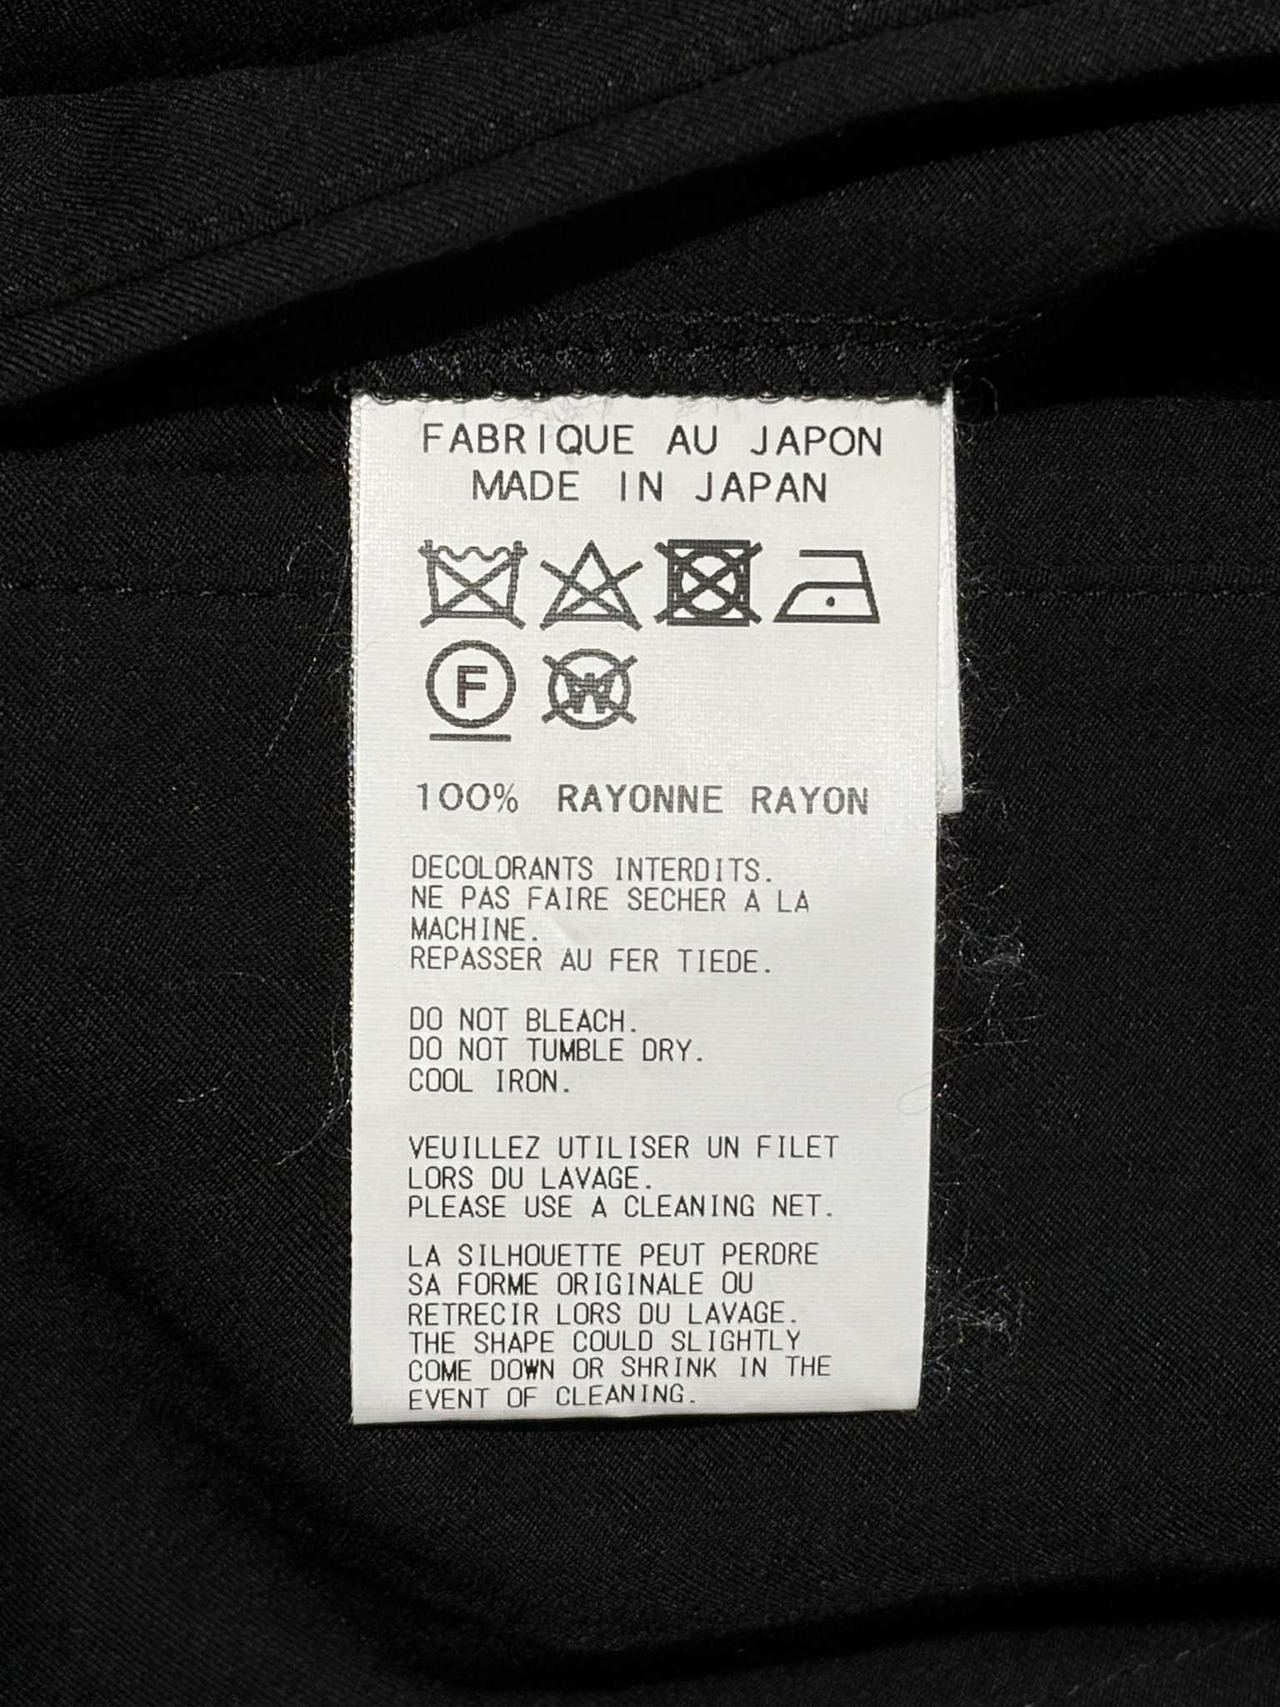 FABRIQUE AU JAPON
MADE IN JAPAN
F
W
100% RAYONNE RAYON
DECOLORANTS INTERDITS.
NE PAS FAIRE SECHER A LA
MACHINE.
REPASSER AU FER TIEDE.
DO NOT BLEACH.
DO NOT TUMBLE DRY.
COOL IRON.
VEUILLEZ UTILISER UN FILET
LORS DU LAVAGE.
PLEASE USE A CLEANING NET.
LA SILHOUETTE PEUT PERDRE
SA FORME ORIGINALE OU
RETRECIR LORS DU LAVAGE.
THE SHAPE COULD SLIGHTLY
COME DOWN OR SHRINK IN THE
EVENT OF CLEANING.